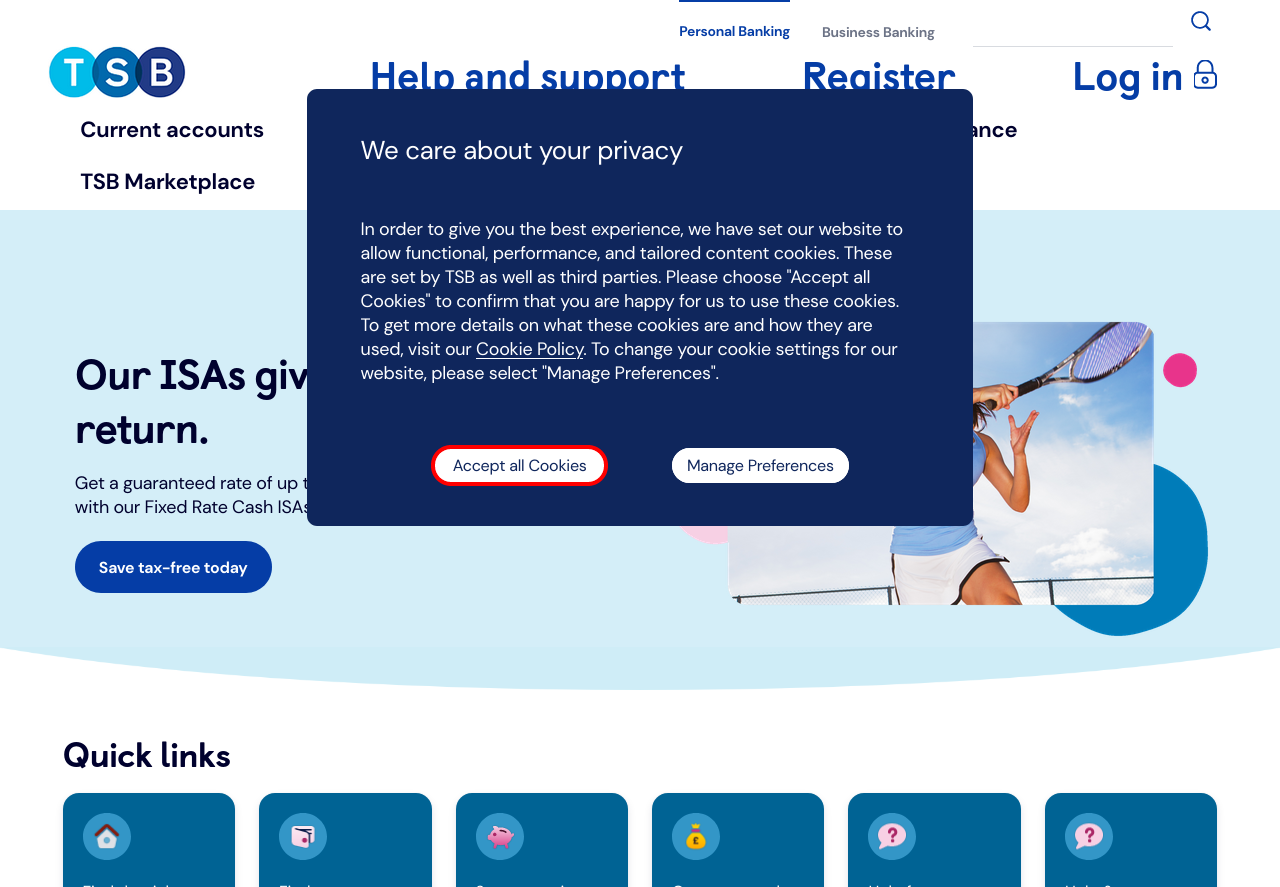 Personal Banking
Business Banking
TSB
Help and support
Register
Log in
Current accounts
TSB Marketplace
We care about your privacy
In order to give you the best experience, we have set our website to
allow functional, performance, and tailored content cookies. These
are set by TSB as well as third parties. Please choose "Accept all
Cookies" to confirm that you are happy for us to use these cookies.
To get more details on what these cookies are and how they are
used, visit our Cookie Policy. To change your cookie settings for our
website, please select "Manage Preferences".
Accept all Cookies
Manage Preferences
Our ISAs
return.
Get a guaranteed rate of up
with our Fixed Rate Cash ISAs
Save tax-free today
Quick links